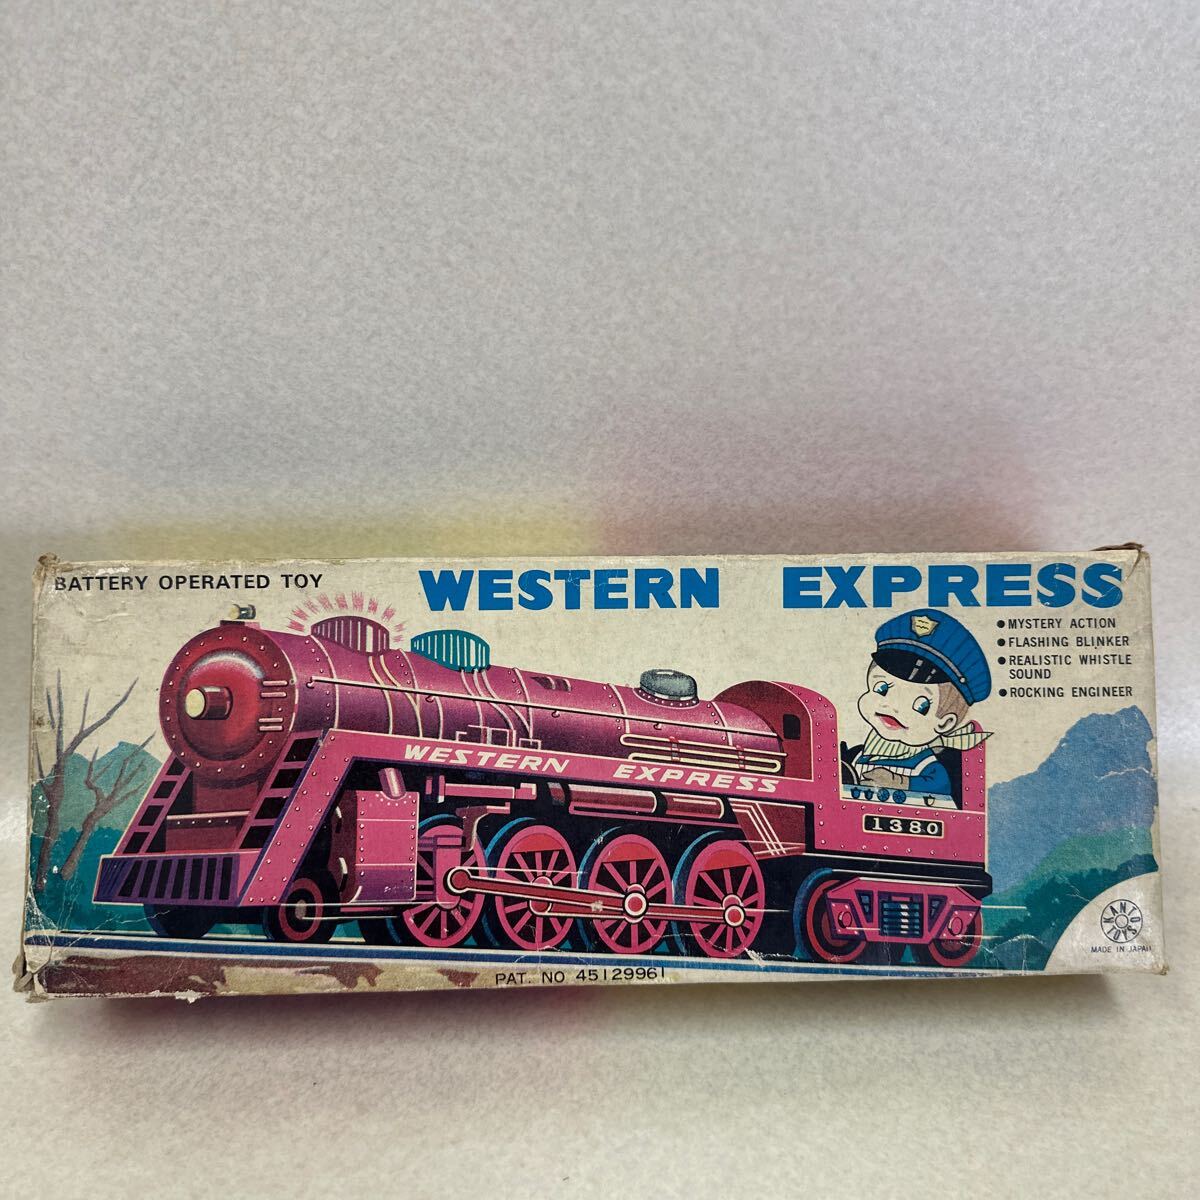 BATTERY OPERATED TOY
WESTERN EXPRESS
●MYSTERY ACTION
●FLASHING BLINKER
●REALISTIC WHISTLE
SOUND
●ROCKING ENGINEER
WESTERN EXPRESS
1380
KANTO
TOYS
MADE IN JAPAN
PAT. NO 45129961